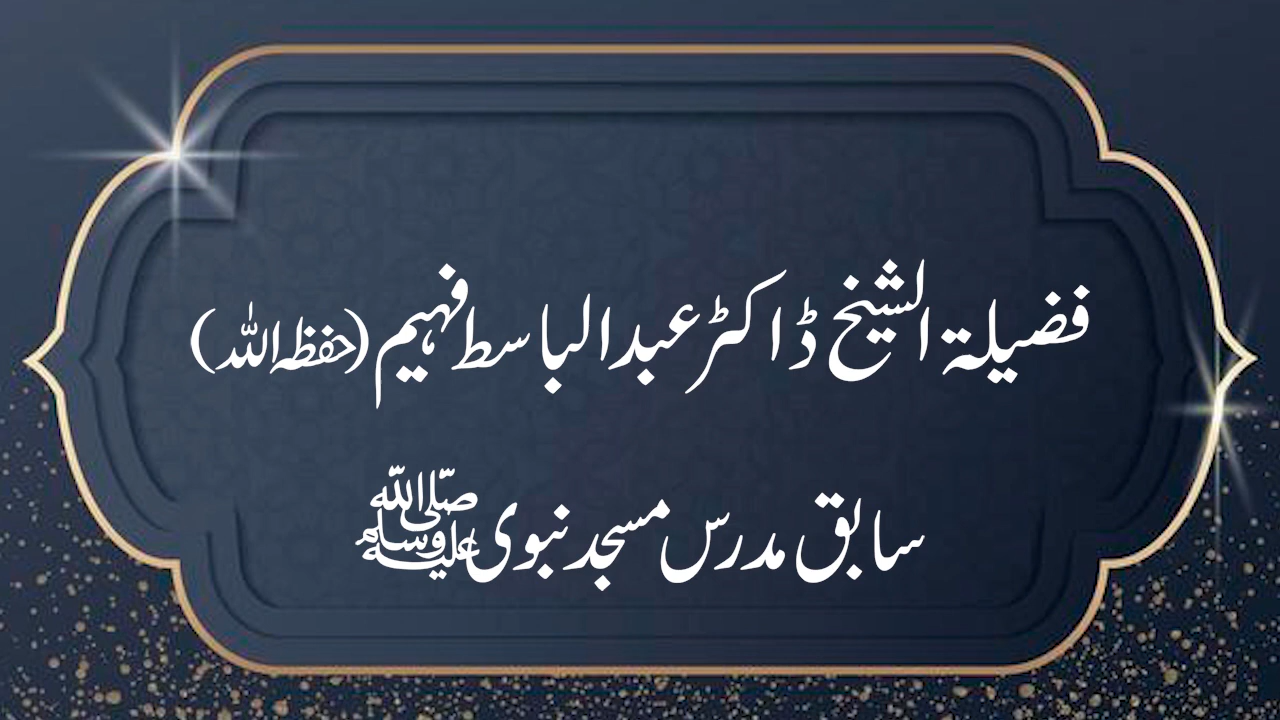 فضیلۃ الشیخ ڈاکٹر عبدالباسط فہیم (حفظہ اللہ)
سابق مدرس مسجد نبوی ﷺ